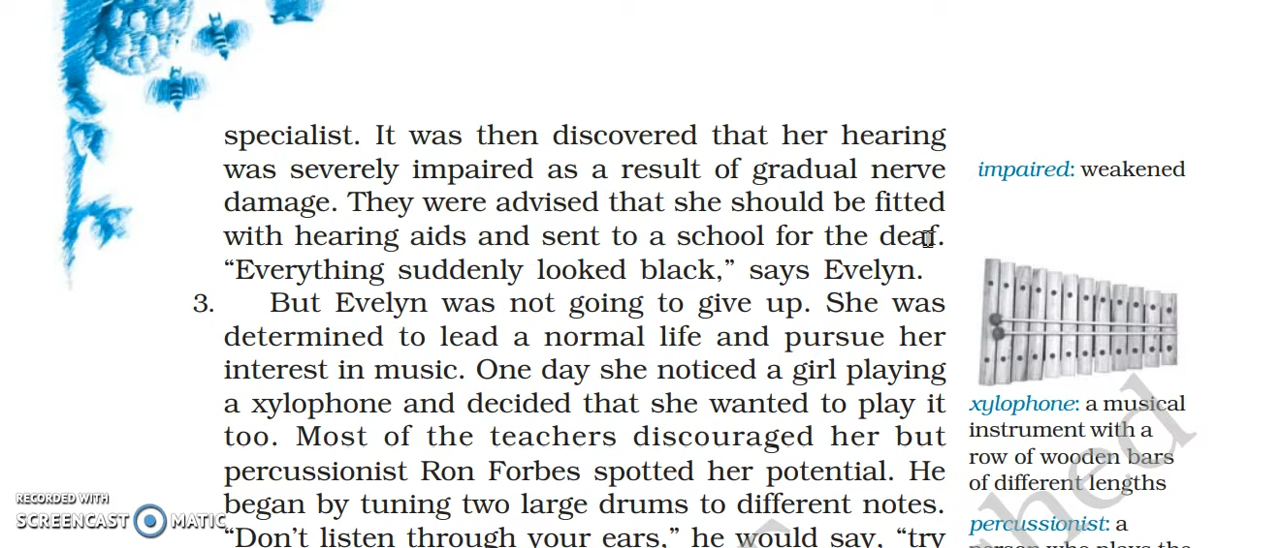 specialist. It was then discovered that her hearing
was severely impaired as a result of gradual nerve
damage. They were advised that she should be fitted
with hearing aids and sent to a school for the deaf.
“Everything suddenly looked black,” says Evelyn.
3. But Evelyn was not going to give up. She was
determined to lead a normal life and pursue her
interest in music. One day she noticed a girl playing
a xylophone and decided that she wanted to play it
too. Most of the teachers discouraged her but
percussionist Ron Forbes spotted her potential. He
began by tuning two large drums to different notes.
“Don’t listen through your ears,” he would say, “try
impaired: weakened
xylophone: a musical
instrument with a
row of wooden bars
of different lengths
percussionist: a
person who plays the
RECORDED WITH
SCREENCAST MATIC